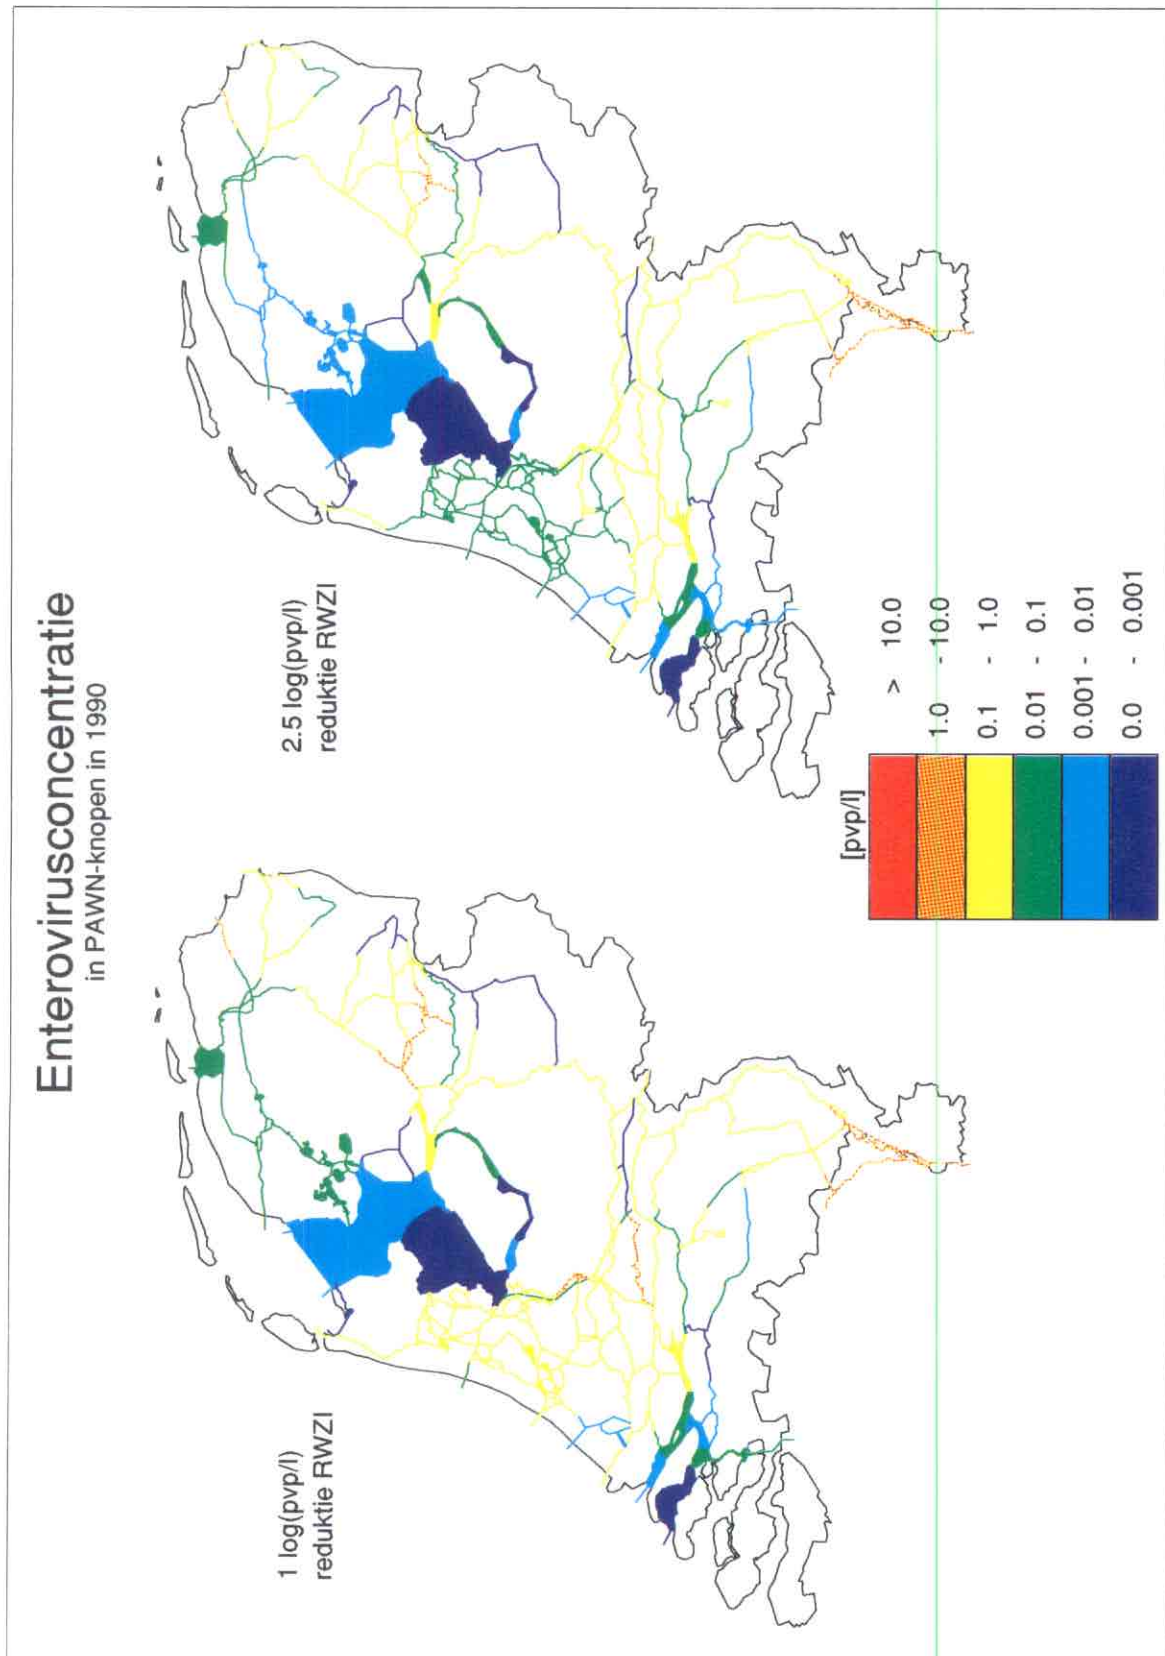 Enterovirusconcentratie
in PAWN-knopen in 1990
1 log(pvp/l)
reduktie RWZI
2.5 log(pvp/l)
reduktie RWZI
[pvp/l]
> 10.0
1.0 - 10.0
0.1 - 1.0
0.01 - 0.1
0.001 - 0.01
0.0 - 0.001